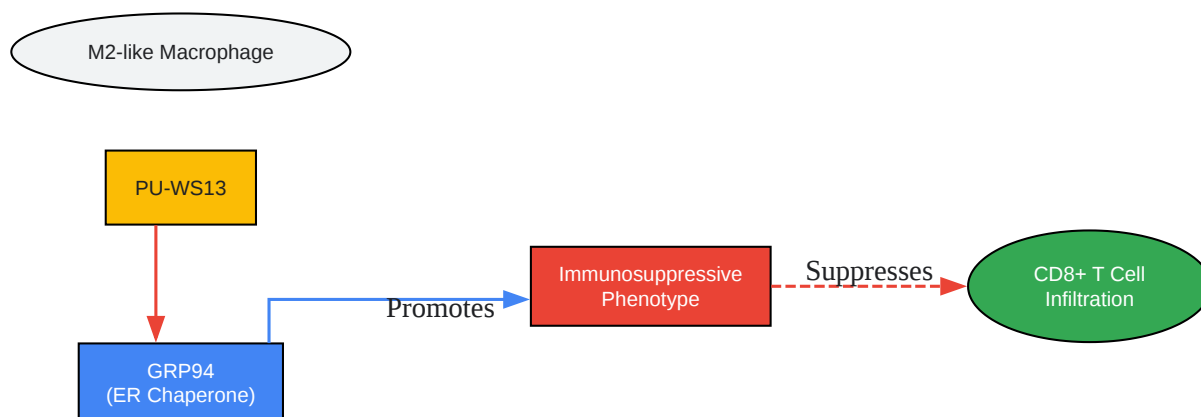 M2-like Macrophage
PU-WS13
Immunosuppressive
Phenotype
Suppresses
CD8+ T Cell
Infiltration
Promotes
GRP94
(ER Chaperone)